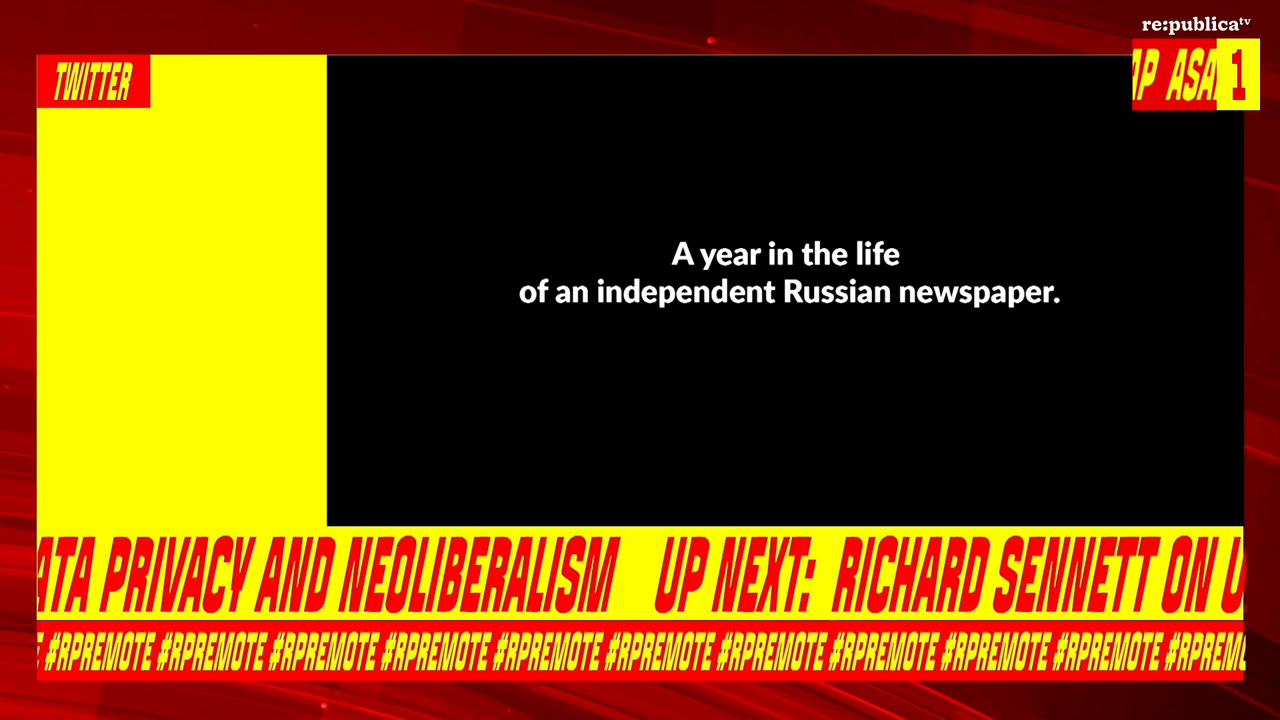 re:publica tv
TWITTER
ASA
1
A year in the life
of an independent Russian newspaper.
PRIVACY AND NEOLIBERALISM UP NEXT: RICHARD SENNETT ON
#RPREMOTE #RPREMOTE #RPREMOTE #RPREMOTE #RPREMOTE #RPREMOTE #RPREMOTE #RPREMOTE #RPREMOTE #RPREMOTE